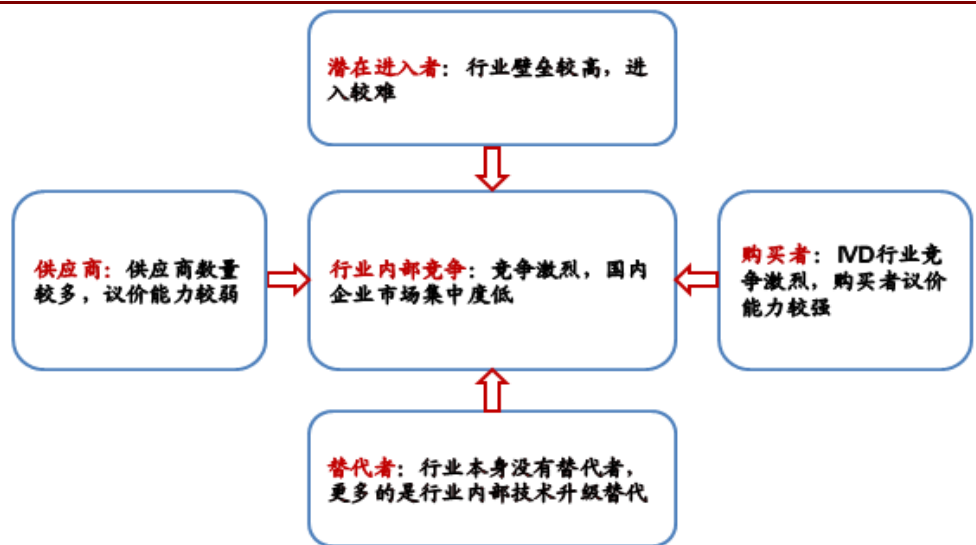 潜在进入者：行业壁垒较高，进
入较难
供应商：供应商数量
较多，议价能力较弱
行业内部竞争：竞争激烈，国内
企业市场集中度低
购买者：IVD行业竞
争激烈，购买者议价
能力较强
替代者：行业本身没有替代者，
更多的是行业内部技术升级替代